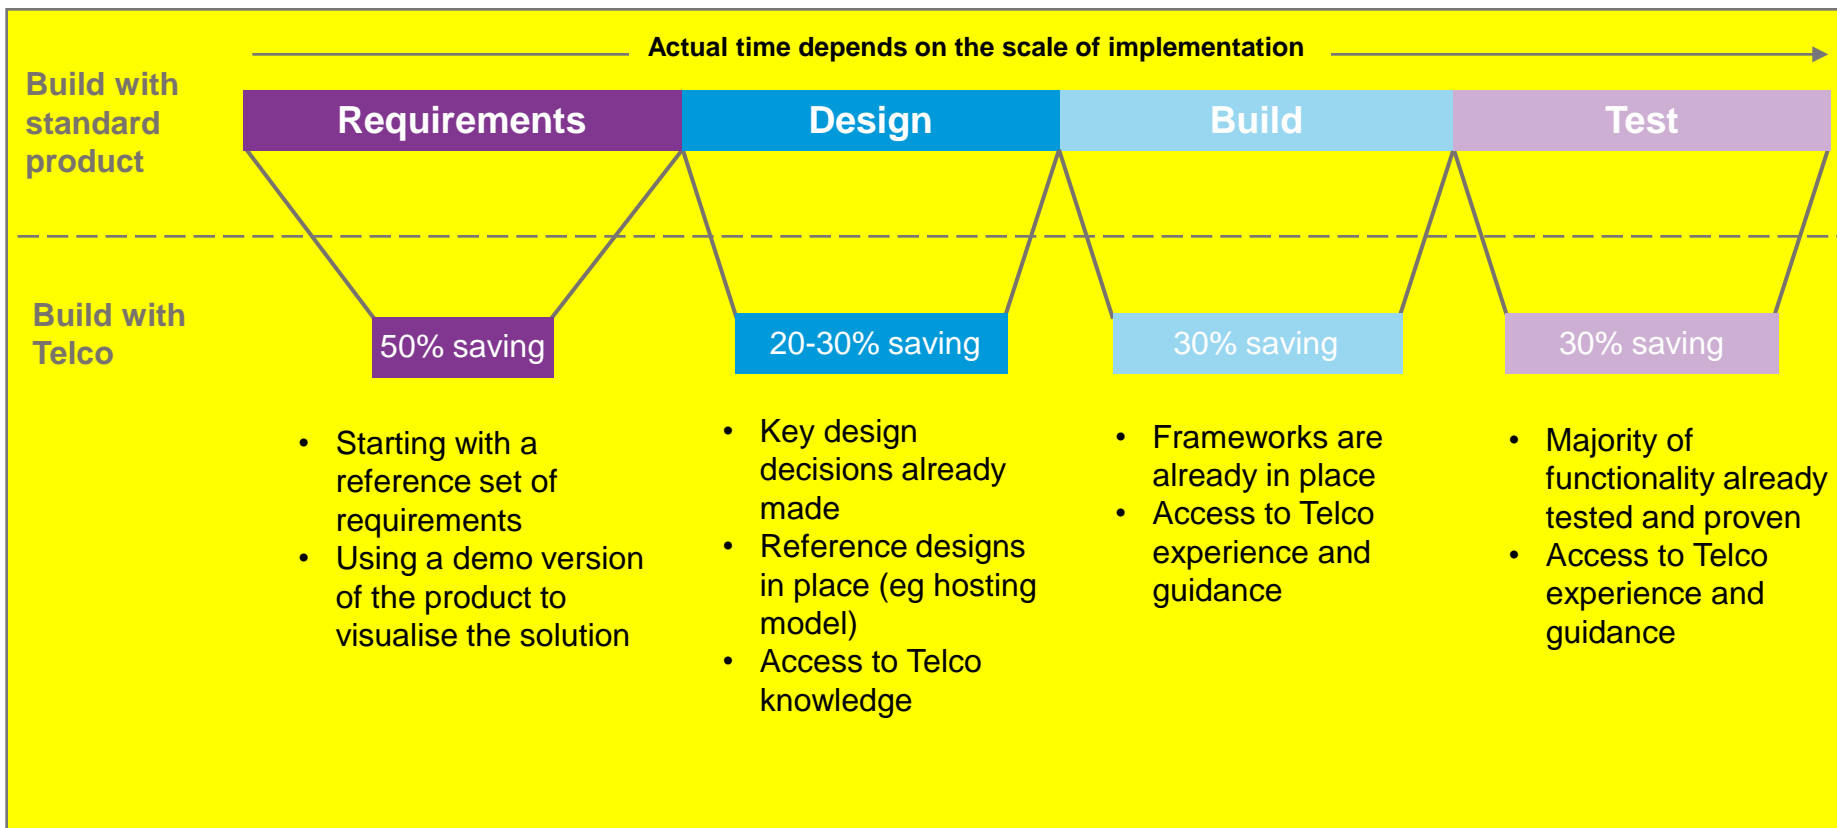 Actual time depends on the scale of implementation
Build with
standard
product
Requirements
Design
Build
Test
Build with
Telco
50% saving
20-30% saving
30% saving
30% saving
• Starting with a
reference set of
requirements
• Using a demo version
of the product to
visualise the solution
• Key design
decisions already
made
• Reference designs
in place (eg hosting
model)
• Access to Telco
knowledge
• Frameworks are
already in place
• Access to Telco
experience and
guidance
• Majority of
functionality already
tested and proven
• Access to Telco
experience and
guidance